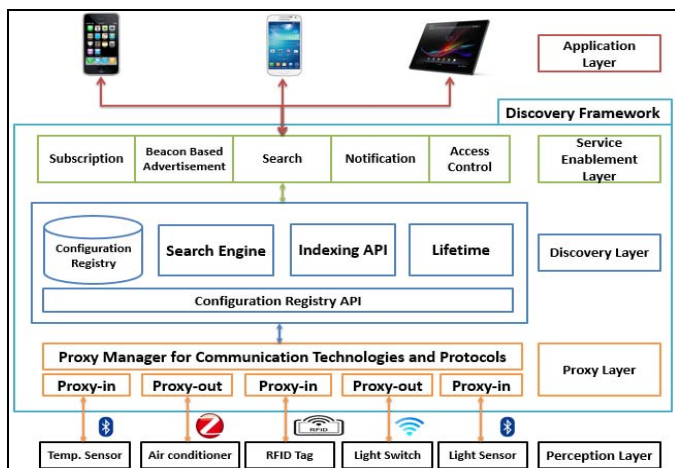 Application
Layer
Discovery Framework
Subscription
Beacon Based
Advertisement
Search
Notification
Access
Control
Service
Enablement
Layer
Configuration
Registry
Search Engine
Indexing API
Lifetime
Discovery Layer
Configuration Registry API
Proxy Manager for Communication Technologies and Protocols
Proxy Layer
Proxy-in
Proxy-out
Proxy-in
Proxy-out
Proxy-in
RFID
Temp. Sensor
Air conditioner
RFID Tag
Light Switch
Light Sensor
Perception Layer